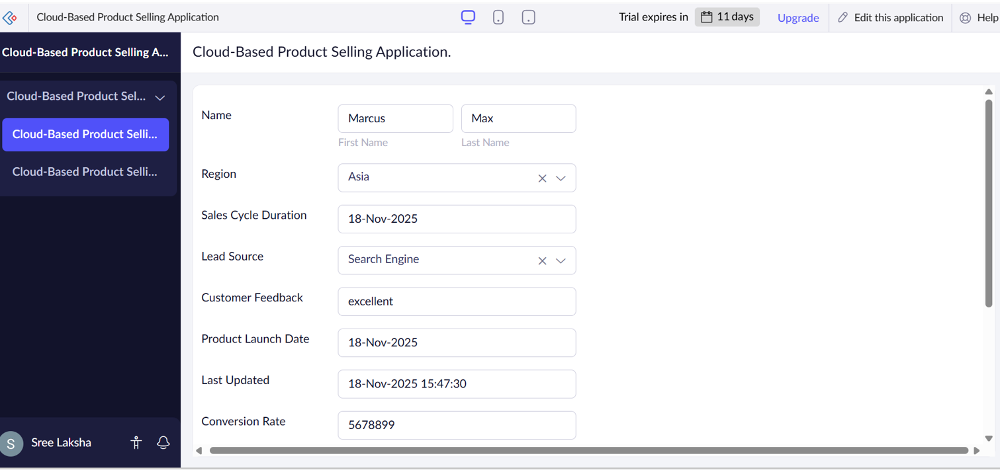 Cloud-Based Product Selling Application
Trial expires in 11 days Upgrade Edit this application Help
Cloud-Based Product Selling A...
Cloud-Based Product Selling Application.
Cloud-Based Product Sel...
Cloud-Based Product Selli...
Cloud-Based Product Selli...
Name Marcus Max
First Name Last Name
Region Asia
Sales Cycle Duration 18-Nov-2025
Lead Source Search Engine
Customer Feedback excellent
Product Launch Date 18-Nov-2025
Last Updated 18-Nov-2025 15:47:30
Conversion Rate 5678899
S Sree Laksha